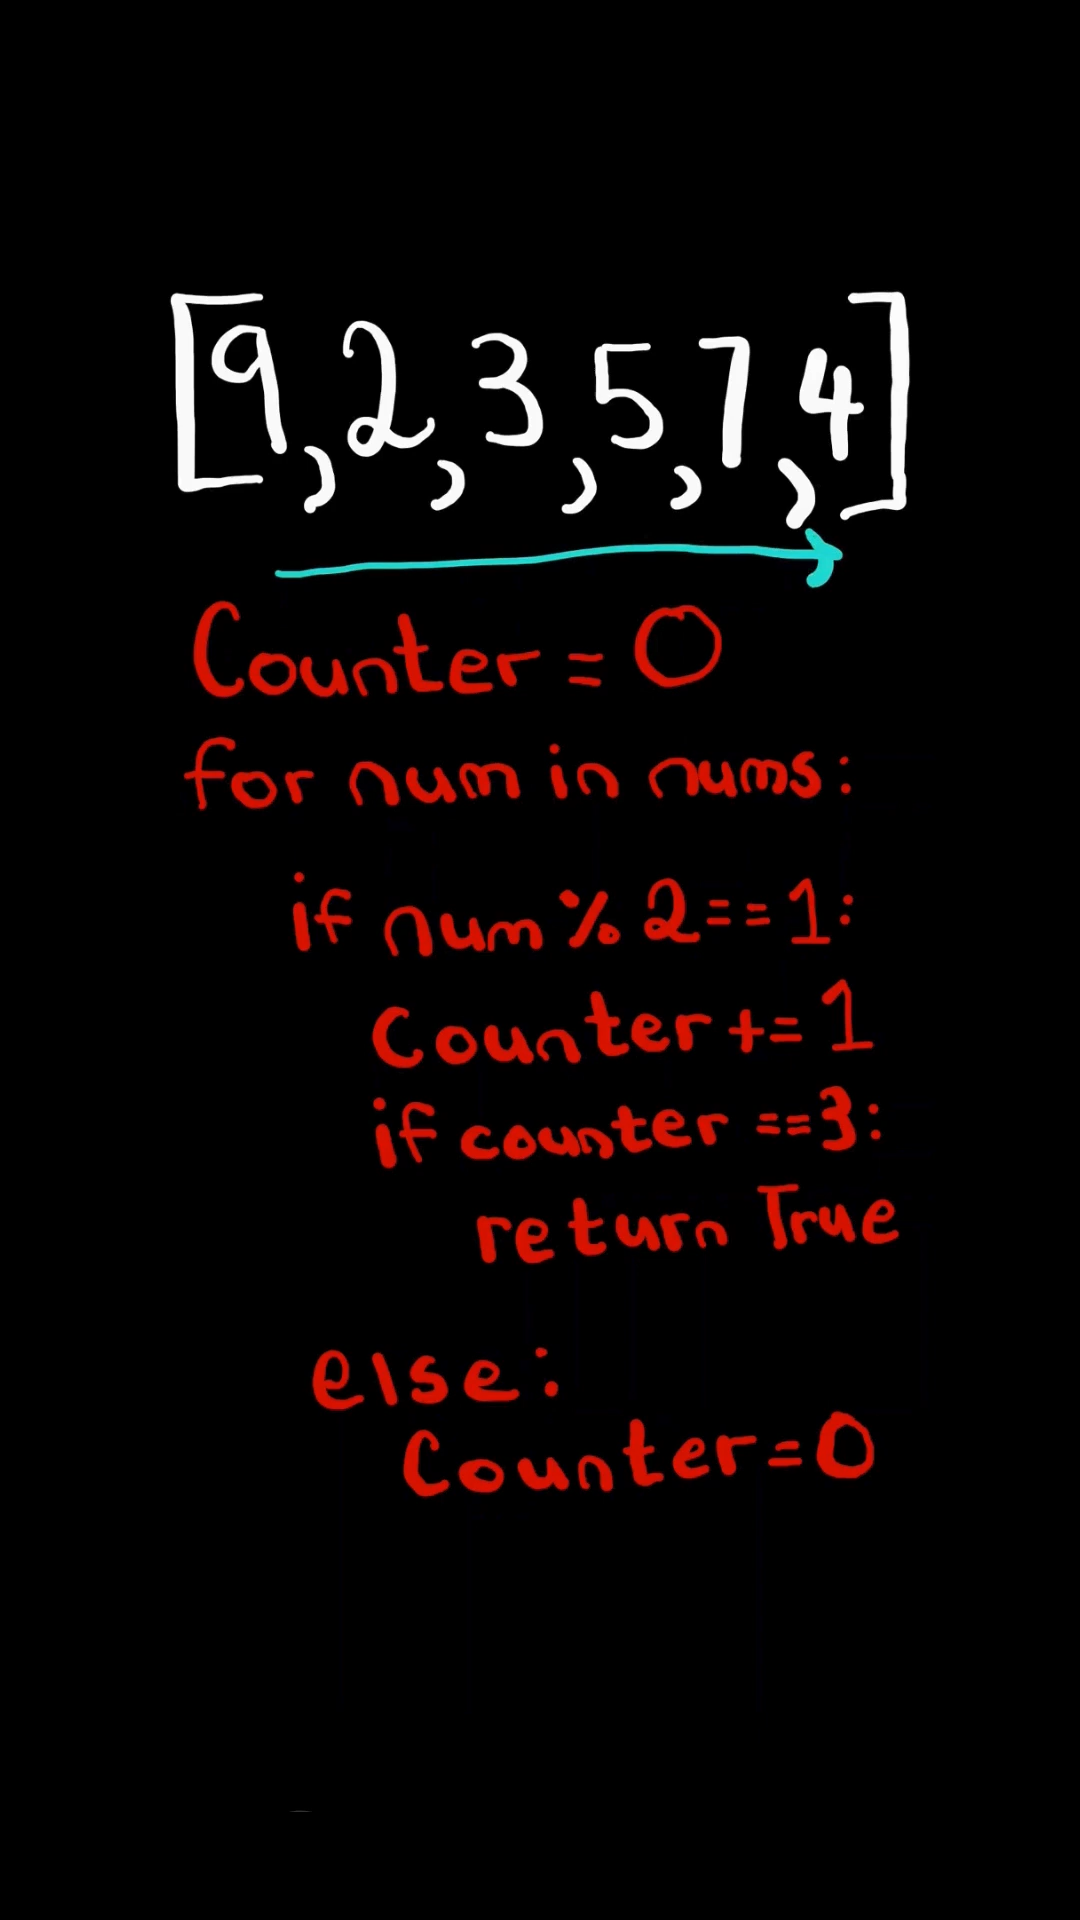 [9,2,3,5,7,4]
Counter = 0
for num in nums:
if num % 2 == 1:
Counter += 1
if counter == 3:
return True
else:
Counter = 0